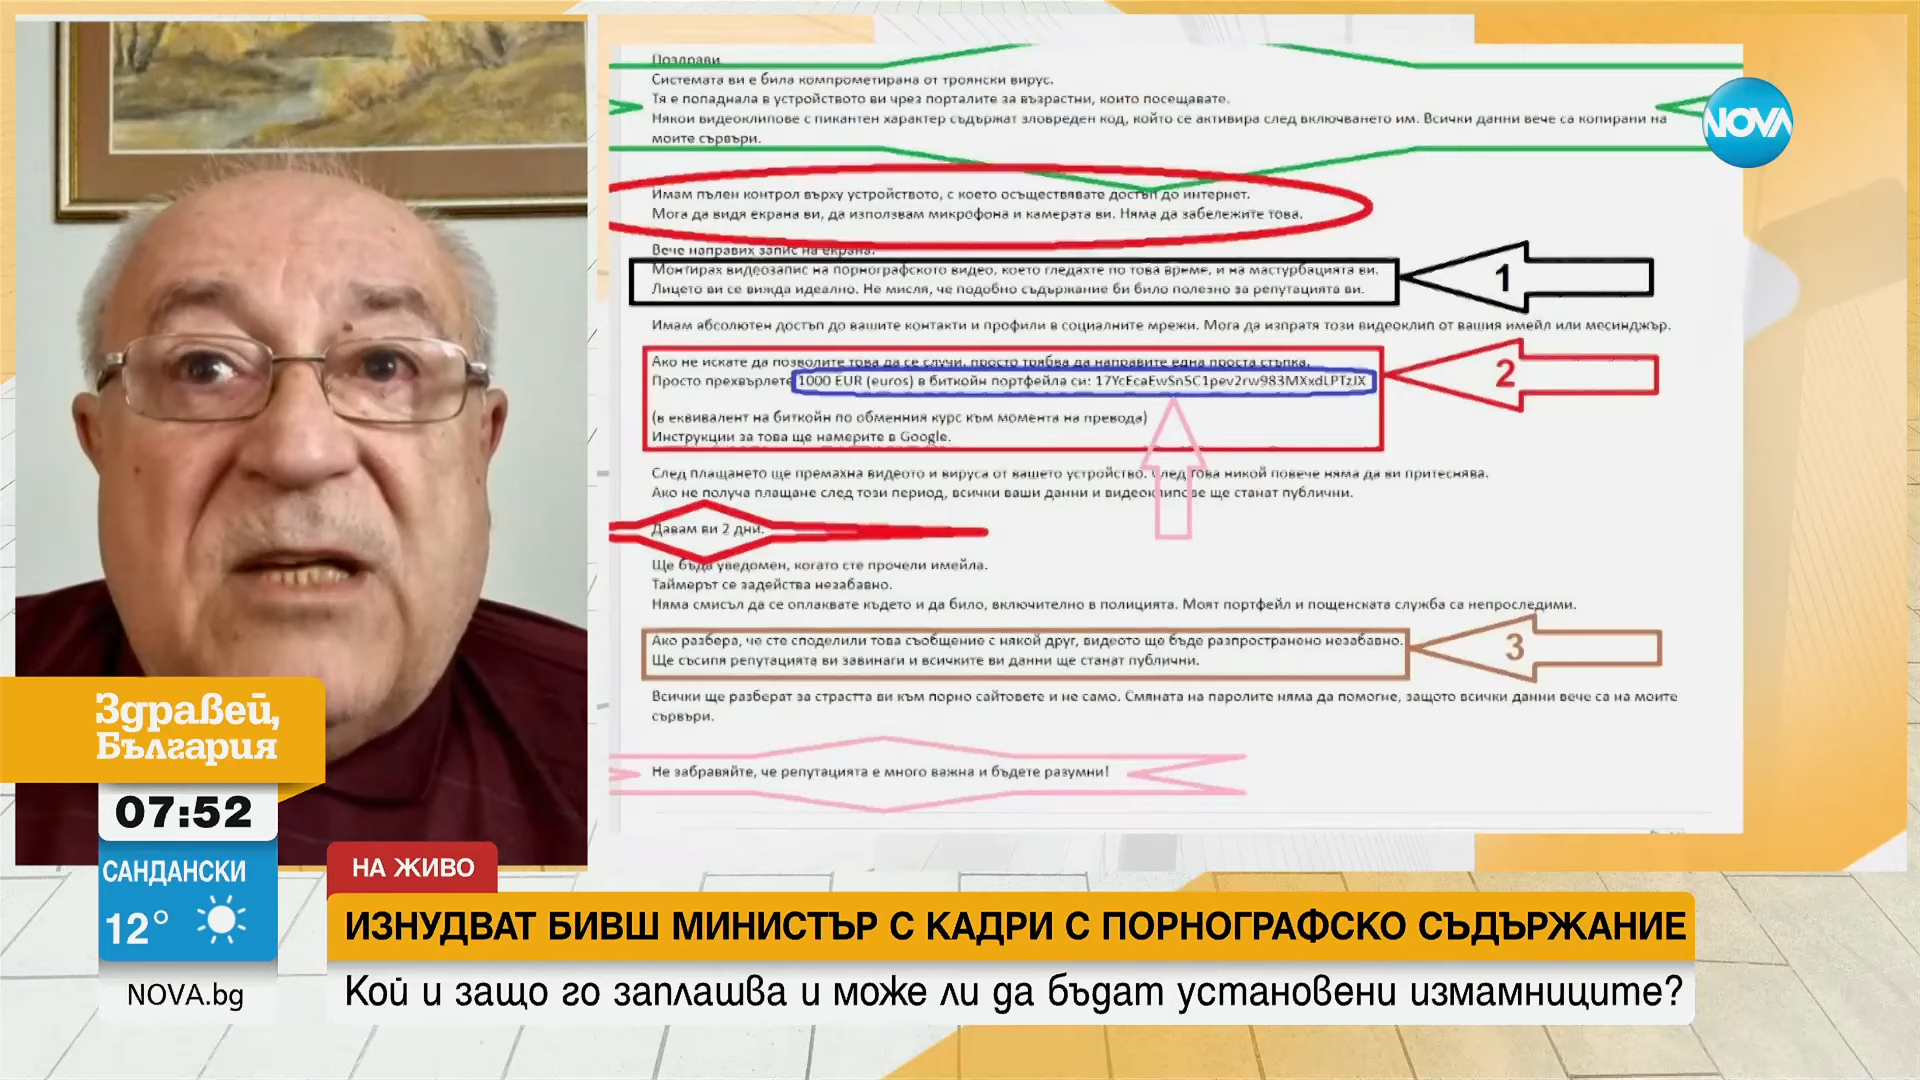 Поздрави
Системата ви е била компрометирана от троянски вирус.
Тя е попаднала в устройството ви чрез порталите за възрастни, които посещавате.
Някои видеоклипове с пикантен характер съдържат зловреден код, който се активира след включването им. Всички данни вече са копирани на
моите сървъри.
Имам пълен контрол върху устройството, с което осъществявате достъп до интернет.
Мога да видя екрана ви, да използвам микрофона и камерата ви. Няма да забележите това.
Вече направих запис на екрана.
Монтирах видеозапис на порнографското видео, което гледахте по това време, и на мастурбацията ви.
Лицето ви се вижда идеално. Не мисля, че подобно съдържание би било полезно за репутацията ви.
1
Имам абсолютен достъп до вашите контакти и профили в социалните мрежи. Мога да изпратя този видеоклип от вашия имейл или месинджър.
Ако не искате да позволите това да се случи, просто трябва да направите една проста стъпка.
Просто прехвърлете 1000 EUR (euros) в биткойн портфейла си: 17YcEcaEwSn5C1pev2rw983MXxdLPTzJX
2
(в еквивалент на биткойн по обменния курс към момента на превода)
Инструкции за това ще намерите в Google.
След плащането ще премахна видеото и вируса от вашето устройство. След това никой повече няма да ви притеснява.
Ако не получа плащане след този период, всички ваши данни и видеоклипове ще станат публични.
Давам ви 2 дни.
Ще бъда уведомен, когато сте прочели имейла.
Таймерът се задейства незабавно.
Няма смисъл да се оплаквате където и да било, включително в полицията. Моят портфейл и пощенската служба са непроследими.
Ако разбера, че сте споделили това съобщение с някой друг, видеото ще бъде разпространено незабавно.
Ще съсипя репутацията ви завинаги и всичките ви данни ще станат публични.
3
Всички ще разберат за страстта ви към порно сайтовете и не само. Смяната на паролите няма да помогне, защото всички данни вече са на моите
сървъри.
Не забравяйте, че репутацията е много важна и бъдете разумни!
NOVA
Здравей,
България
07:52
САНДАНСКИ
12°
NOVA.bg
НА ЖИВО
ИЗНУДВАТ БИВШ МИНИСТЪР С КАДРИ С ПОРНОГРАФСКО СЪДЪРЖАНИЕ
Кой и защо го заплашва и може ли да бъдат установени измамниците?